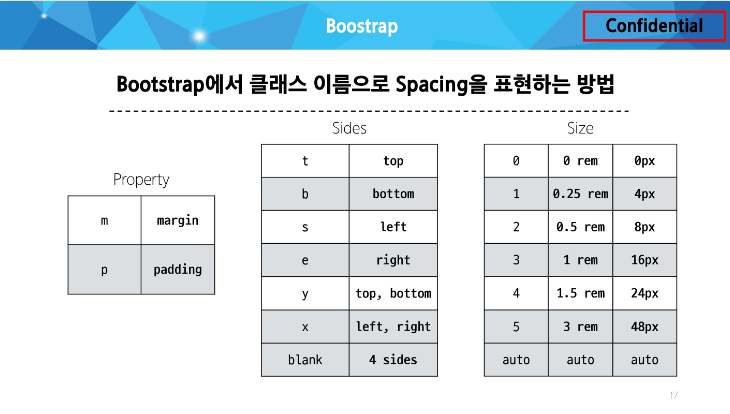 Boostrap
Confidential
Bootstrap에서 클래스 이름으로 Spacing을 표현하는 방법
Property
m margin
p padding
Sides
t top
b bottom
s left
e right
y top, bottom
x left, right
blank 4 sides
Size
0 0 rem 0px
1 0.25 rem 4px
2 0.5 rem 8px
3 1 rem 16px
4 1.5 rem 24px
5 3 rem 48px
auto auto auto
17